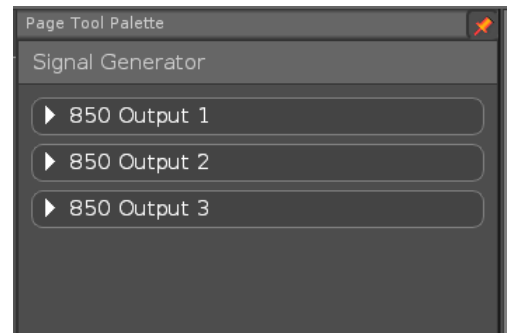 Page Tool Palette
Signal Generator
850 Output 1
850 Output 2
850 Output 3